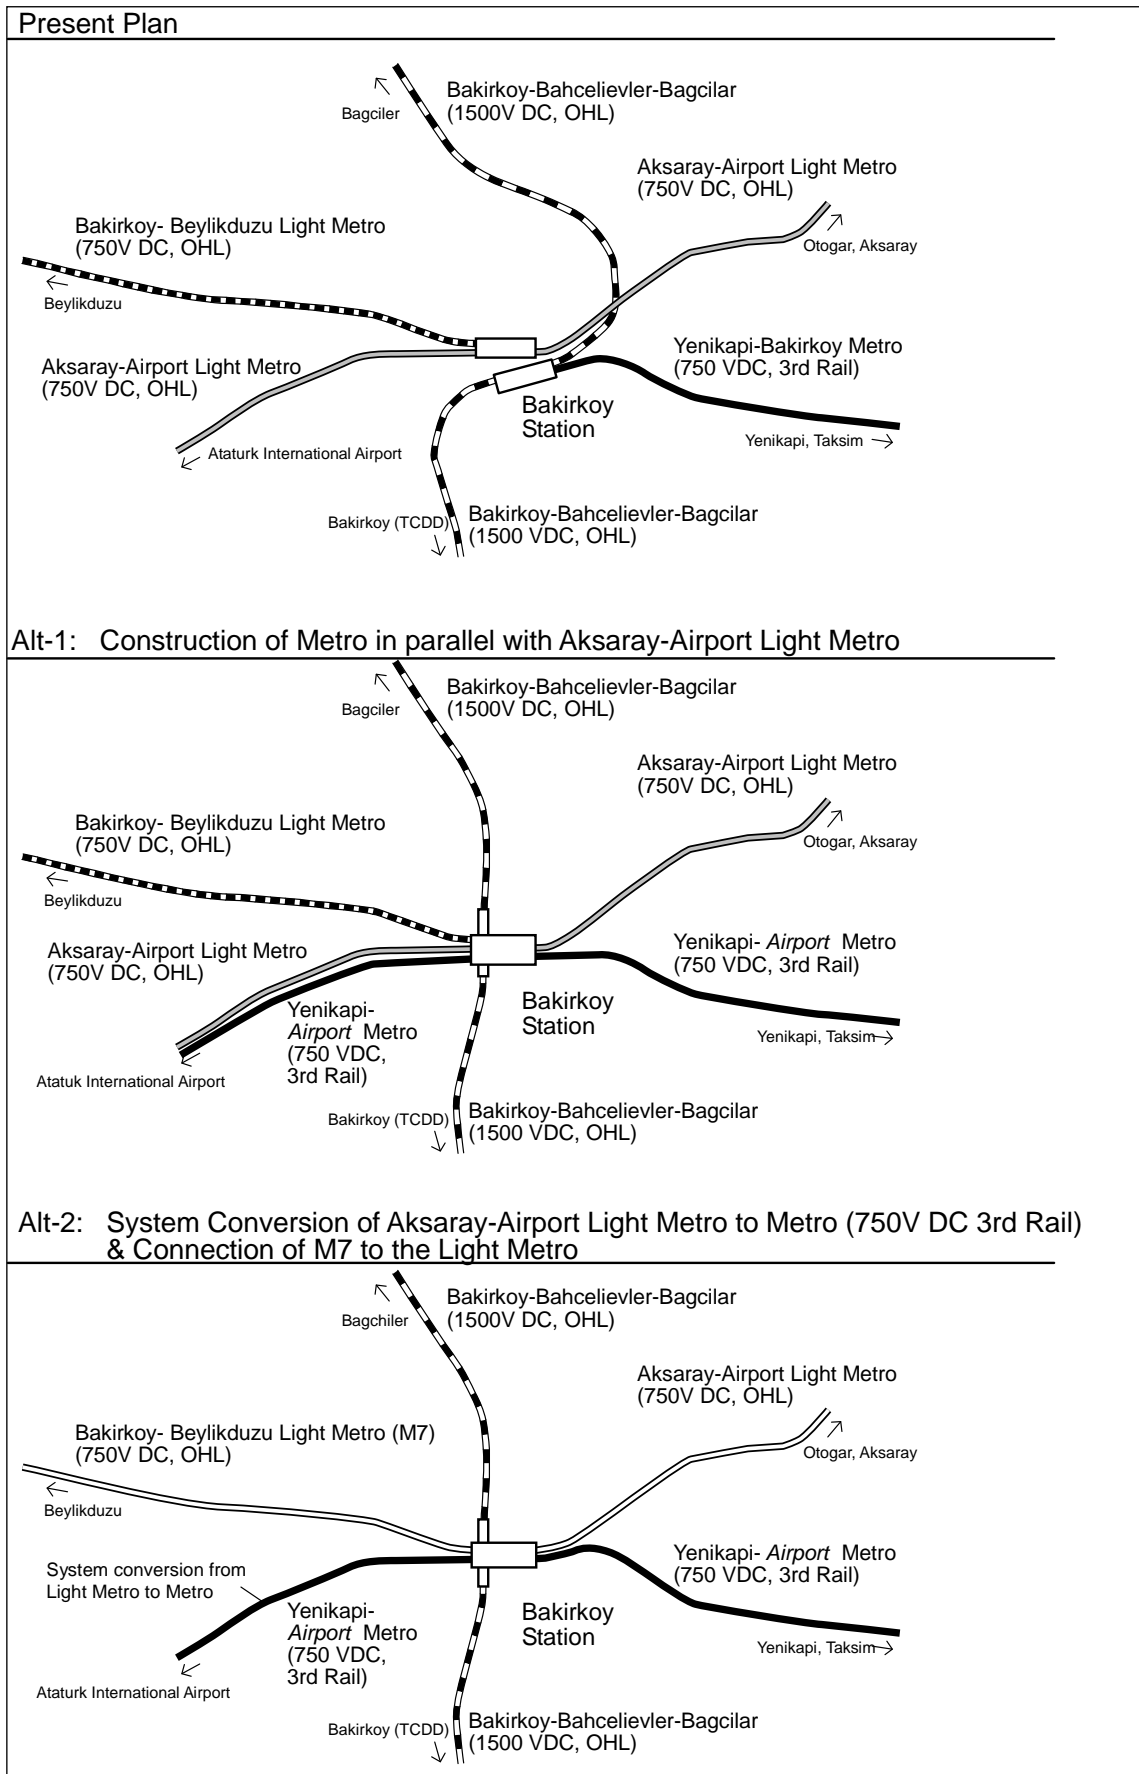 Present Plan
Bakirkoy-Bahcelievler-Bagcilar
(1500V DC, OHL)
Bagciler
Aksaray-Airport Light Metro
(750V DC, OHL)
Otogar, Aksaray
Bakirkoy- Beylikduzu Light Metro
(750V DC, OHL)
Beylikduzu
Aksaray-Airport Light Metro
(750V DC, OHL)
Yenikapi-Bakirkoy Metro
(750 VDC, 3rd Rail)
Bakirkoy
Station
Yenikapi, Taksim
Ataturk International Airport
Bakirkoy (TCDD)
Bakirkoy-Bahcelievler-Bagcilar
(1500 VDC, OHL)
Alt-1: Construction of Metro in parallel with Aksaray-Airport Light Metro
Bakirkoy-Bahcelievler-Bagcilar
(1500V DC, OHL)
Bagciler
Aksaray-Airport Light Metro
(750V DC, OHL)
Otogar, Aksaray
Bakirkoy- Beylikduzu Light Metro
(750V DC, OHL)
Beylikduzu
Aksaray-Airport Light Metro
(750V DC, OHL)
Yenikapi- Airport Metro
(750 VDC, 3rd Rail)
Bakirkoy
Station
Yenikapi, Taksim
Yenikapi-
Airport Metro
(750 VDC,
3rd Rail)
Atatuk International Airport
Bakirkoy (TCDD)
Bakirkoy-Bahcelievler-Bagcilar
(1500 VDC, OHL)
Alt-2: System Conversion of Aksaray-Airport Light Metro to Metro (750V DC 3rd Rail)
& Connection of M7 to the Light Metro
Bakirkoy-Bahcelievler-Bagcilar
(1500V DC, OHL)
Bagchiler
Aksaray-Airport Light Metro
(750V DC, OHL)
Otogar, Aksaray
Bakirkoy- Beylikduzu Light Metro (M7)
(750V DC, OHL)
Beylikduzu
Yenikapi- Airport Metro
(750 VDC, 3rd Rail)
System conversion from
Light Metro to Metro
Bakirkoy
Station
Yenikapi, Taksim
Yenikapi-
Airport Metro
(750 VDC,
3rd Rail)
Ataturk International Airport
Bakirkoy (TCDD)
Bakirkoy-Bahcelievler-Bagcilar
(1500 VDC, OHL)